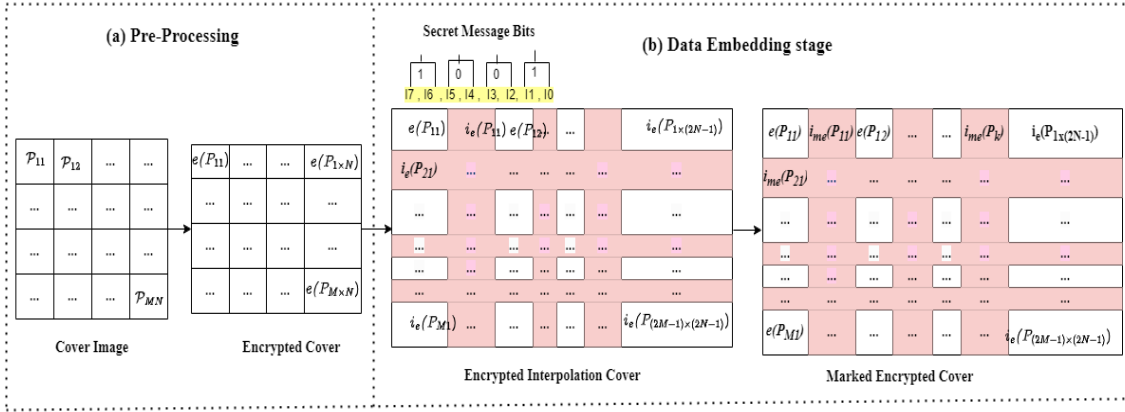 (a) Pre-Processing
Secret Message Bits
(b) Data Embedding stage
1 0 0 1
I7 , I6 , I5 , I4 , I3, I2, I1 , I0
P11 P12 ... ...
... ... ... ...
... ... ... ...
... ... ... PMN
Cover Image
e(P11) ... ... e(P1×N)
... ... ... ...
... ... ... ...
... ... ... e(PM×N)
Encrypted Cover
e(P11) ie(P11) e(P12). ... ie(P1×(2N−1))
ie(P21) ... ... ... ... ...
... ... ... ... ... ... ...
... ... ... ... ... ... ...
... ... ... ... ... ... ...
... ... ... ... ... ... ...
ie(PM1) ... ... ... ... ... ie(P(2M−1)×(2N−1))
Encrypted Interpolation Cover
e(P11) ime(P11) e(P12) ... ... ime(Pk) ie(P1x(2N-1))
ime(P21) ... ... ... ... ... ...
... ... ... ... ... ... ...
... ... ... ... ... ... ...
... ... ... ... ... ... ...
... ... ... ... ... ... ...
e(PM1) ... ... ... ... ... ie(P(2M−1)×(2N−1))
Marked Encrypted Cover